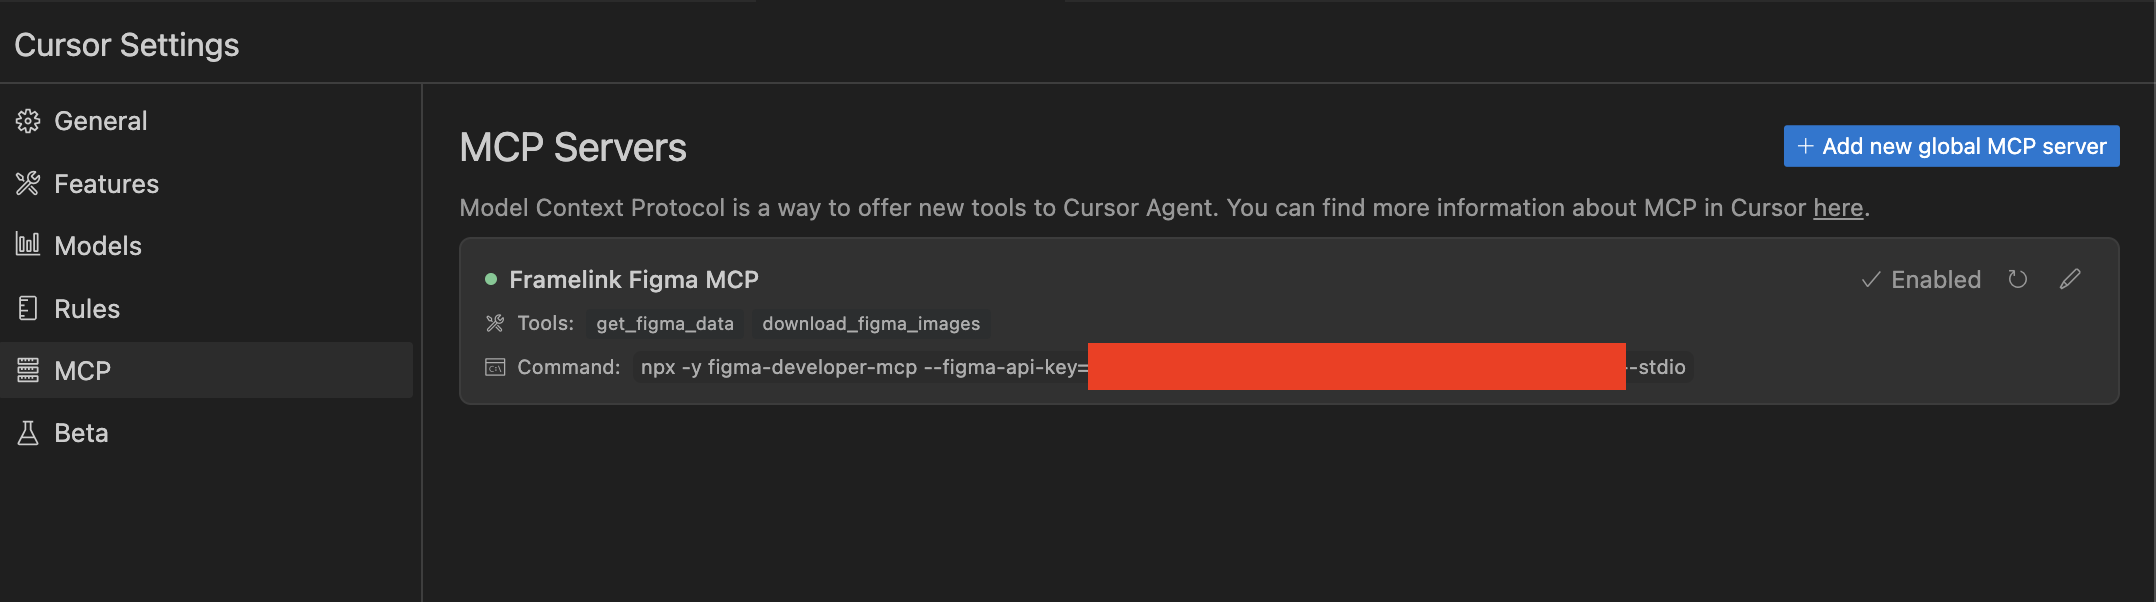 Cursor Settings
General
Features
Models
Rules
MCP
Beta
MCP Servers
+ Add new global MCP server
Model Context Protocol is a way to offer new tools to Cursor Agent. You can find more information about MCP in Cursor here.
Framelink Figma MCP
Enabled
Tools: get_figma_data download_figma_images
Command: npx -y figma-developer-mcp --figma-api-key= --stdio